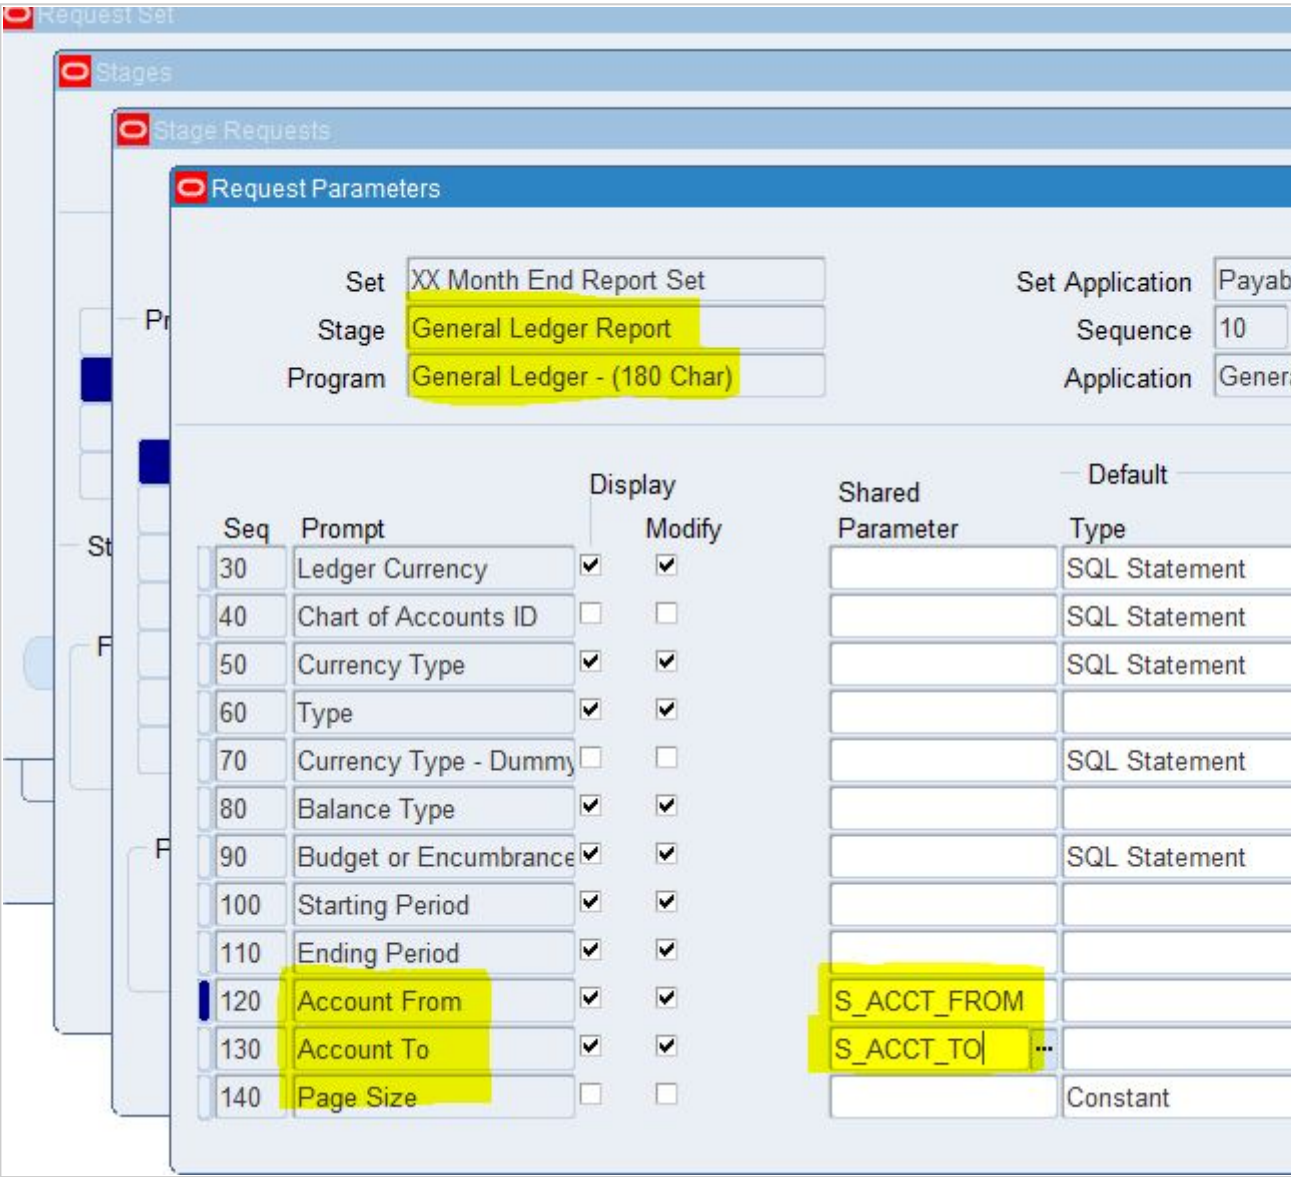 Request Set
Stages
Stage Requests
Request Parameters
Set XX Month End Report Set Set Application Payab
Stage General Ledger Report Sequence 10
Program General Ledger - (180 Char) Application Genera
Pr
St
F
P
Display Default
Shared
Seq Prompt Modify Parameter Type
30 Ledger Currency SQL Statement
40 Chart of Accounts ID SQL Statement
50 Currency Type SQL Statement
60 Type
70 Currency Type - Dummy SQL Statement
80 Balance Type
90 Budget or Encumbrance SQL Statement
100 Starting Period
110 Ending Period
120 Account From S_ACCT_FROM
130 Account To S_ACCT_TO ...
140 Page Size Constant